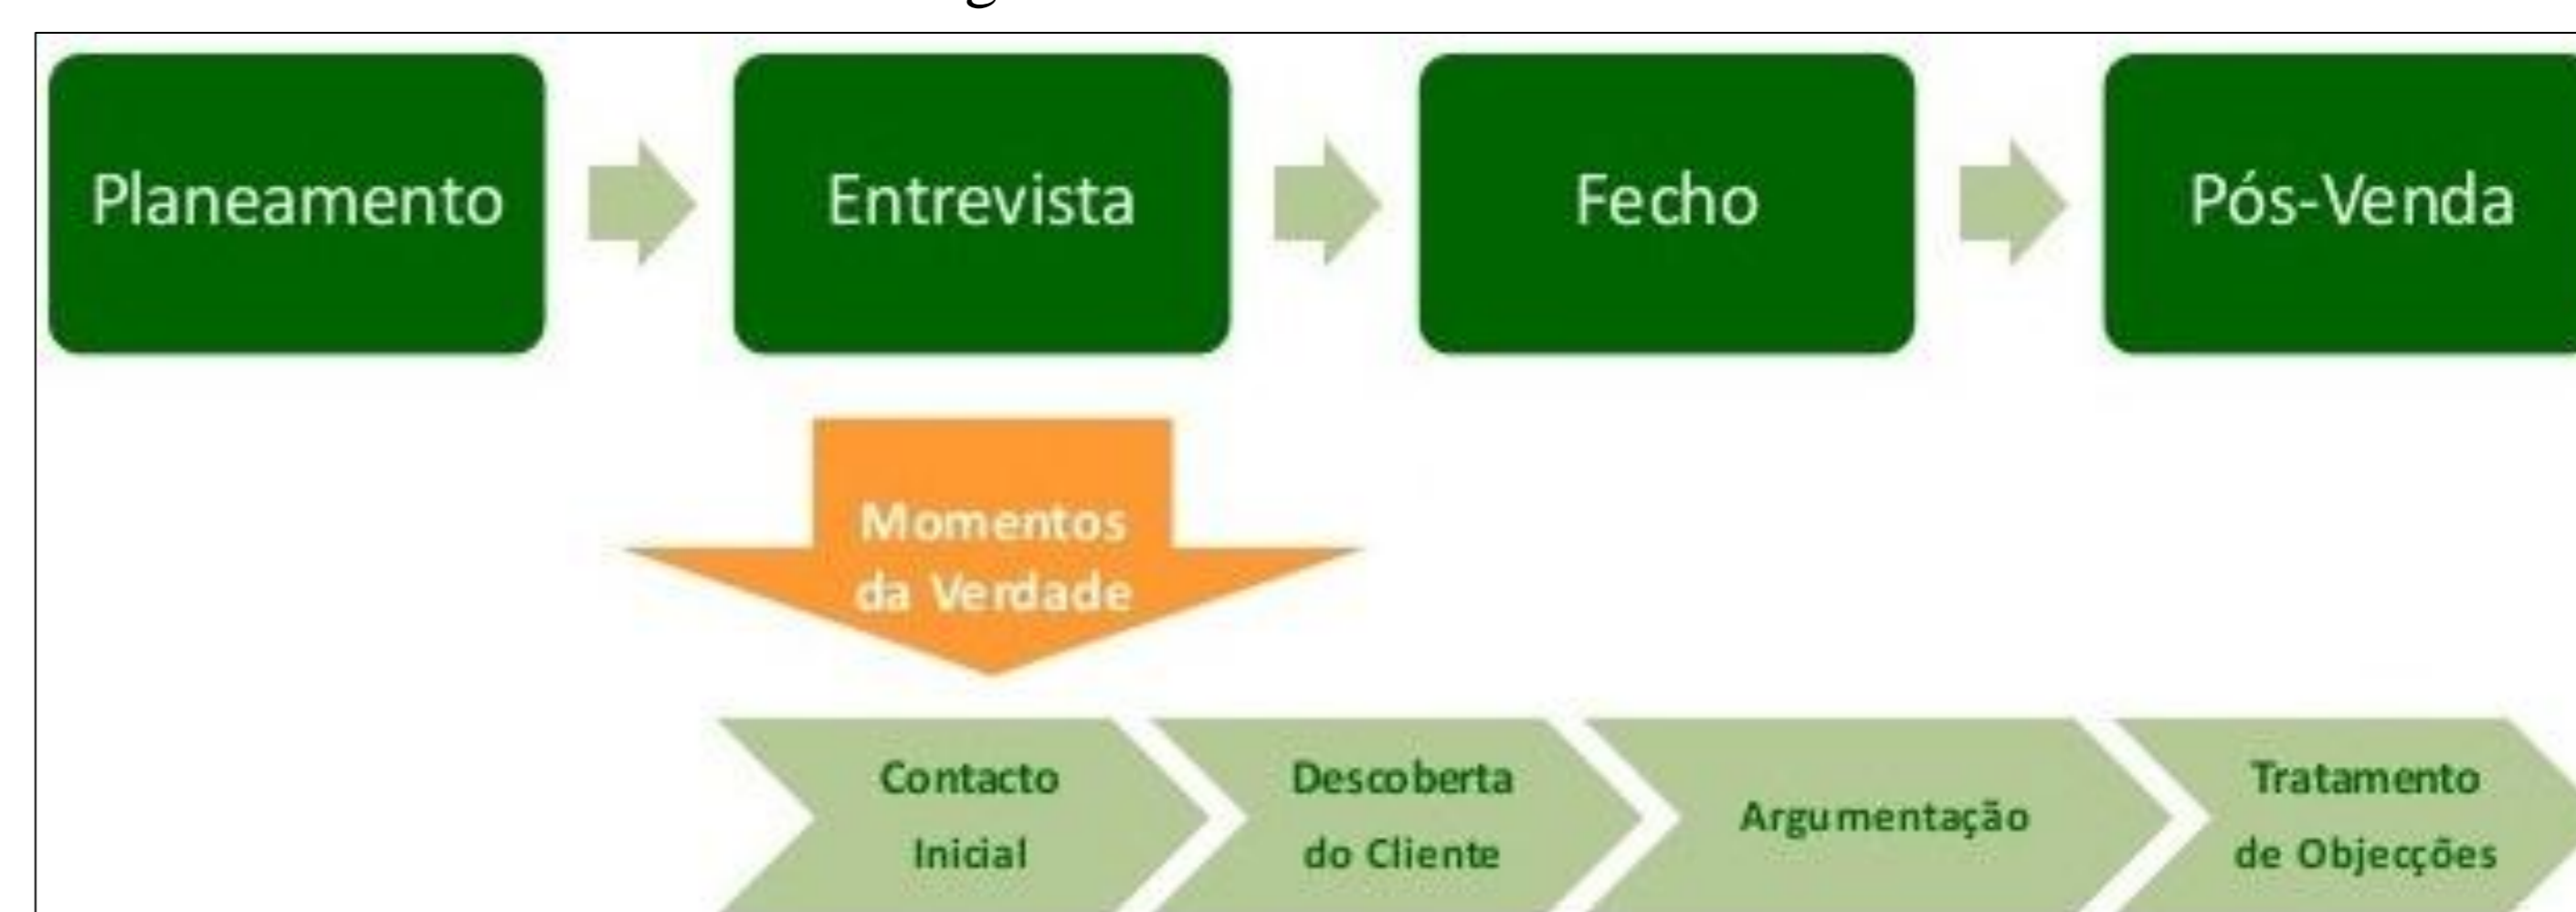 Planeamento
Entrevista
Fecho
Pós-Venda
Momentos
da Verdade
Contacto
Inicial
Descoberta
do Cliente
Argumentação
Tratamento
de Objecções